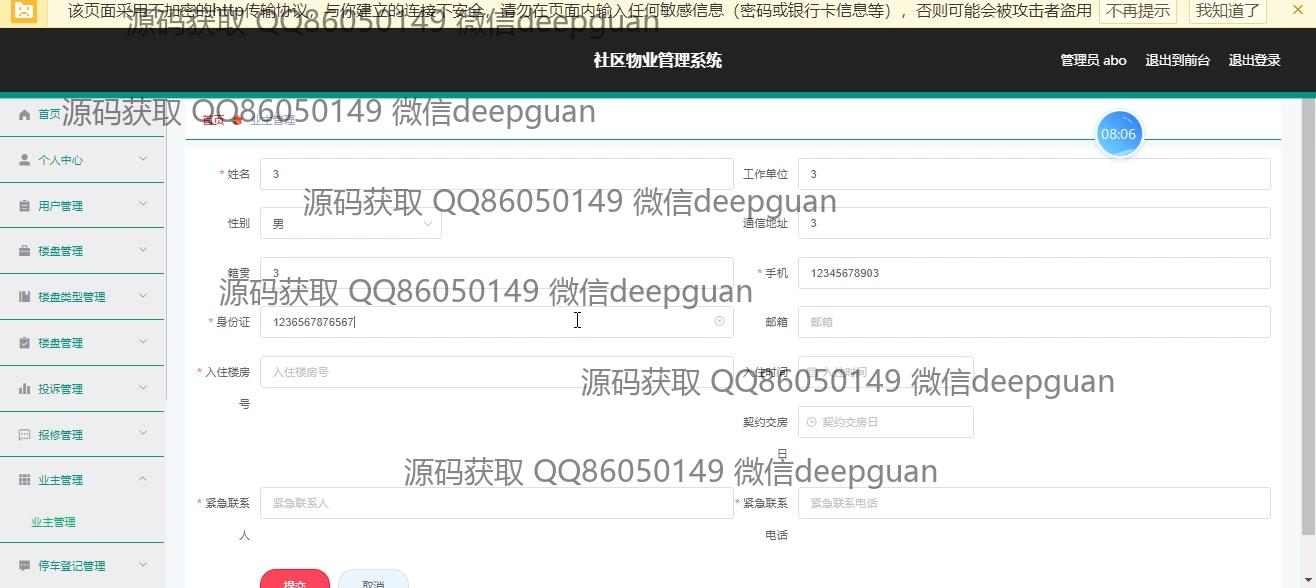 该页面采用不加密的http传输协议，与你建立的连接不安全，请勿在页面内输入任何敏感信息（密码或银行卡信息等），否则可能会被攻击者盗用
不再提示
我知道了
源码获取 QQ86050149 微信deepguan
社区物业管理系统
管理员 abo
退出到前台
退出登录
首页
源码获取 QQ86050149 微信deepguan
首页
业主管理
08:06
个人中心
用户管理
楼盘管理
楼盘类型管理
楼盘管理
投诉管理
报修管理
业主管理
业主管理
停车登记管理
* 姓名 3
工作单位 3
源码获取 QQ86050149 微信deepguan
性别 男
通信地址 3
籍贯 3
* 手机 12345678903
源码获取 QQ86050149 微信deepguan
* 身份证 1236567876567
邮箱 邮箱
* 入住楼房号 入住楼房号
入住时间 入住时间
源码获取 QQ86050149 微信deepguan
契约交房日 契约交房日
源码获取 QQ86050149 微信deepguan
* 紧急联系人 紧急联系人
* 紧急联系电话 紧急联系电话
提交
取消